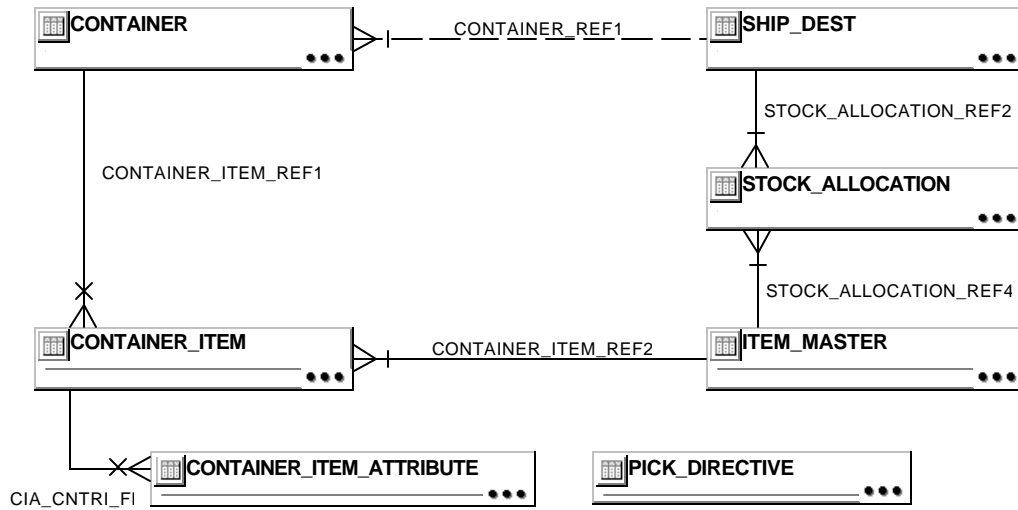 CONTAINER
CONTAINER_REF1
SHIP_DEST
STOCK_ALLOCATION_REF2
CONTAINER_ITEM_REF1
STOCK_ALLOCATION
STOCK_ALLOCATION_REF4
CONTAINER_ITEM
CONTAINER_ITEM_REF2
ITEM_MASTER
CONTAINER_ITEM_ATTRIBUTE
PICK_DIRECTIVE